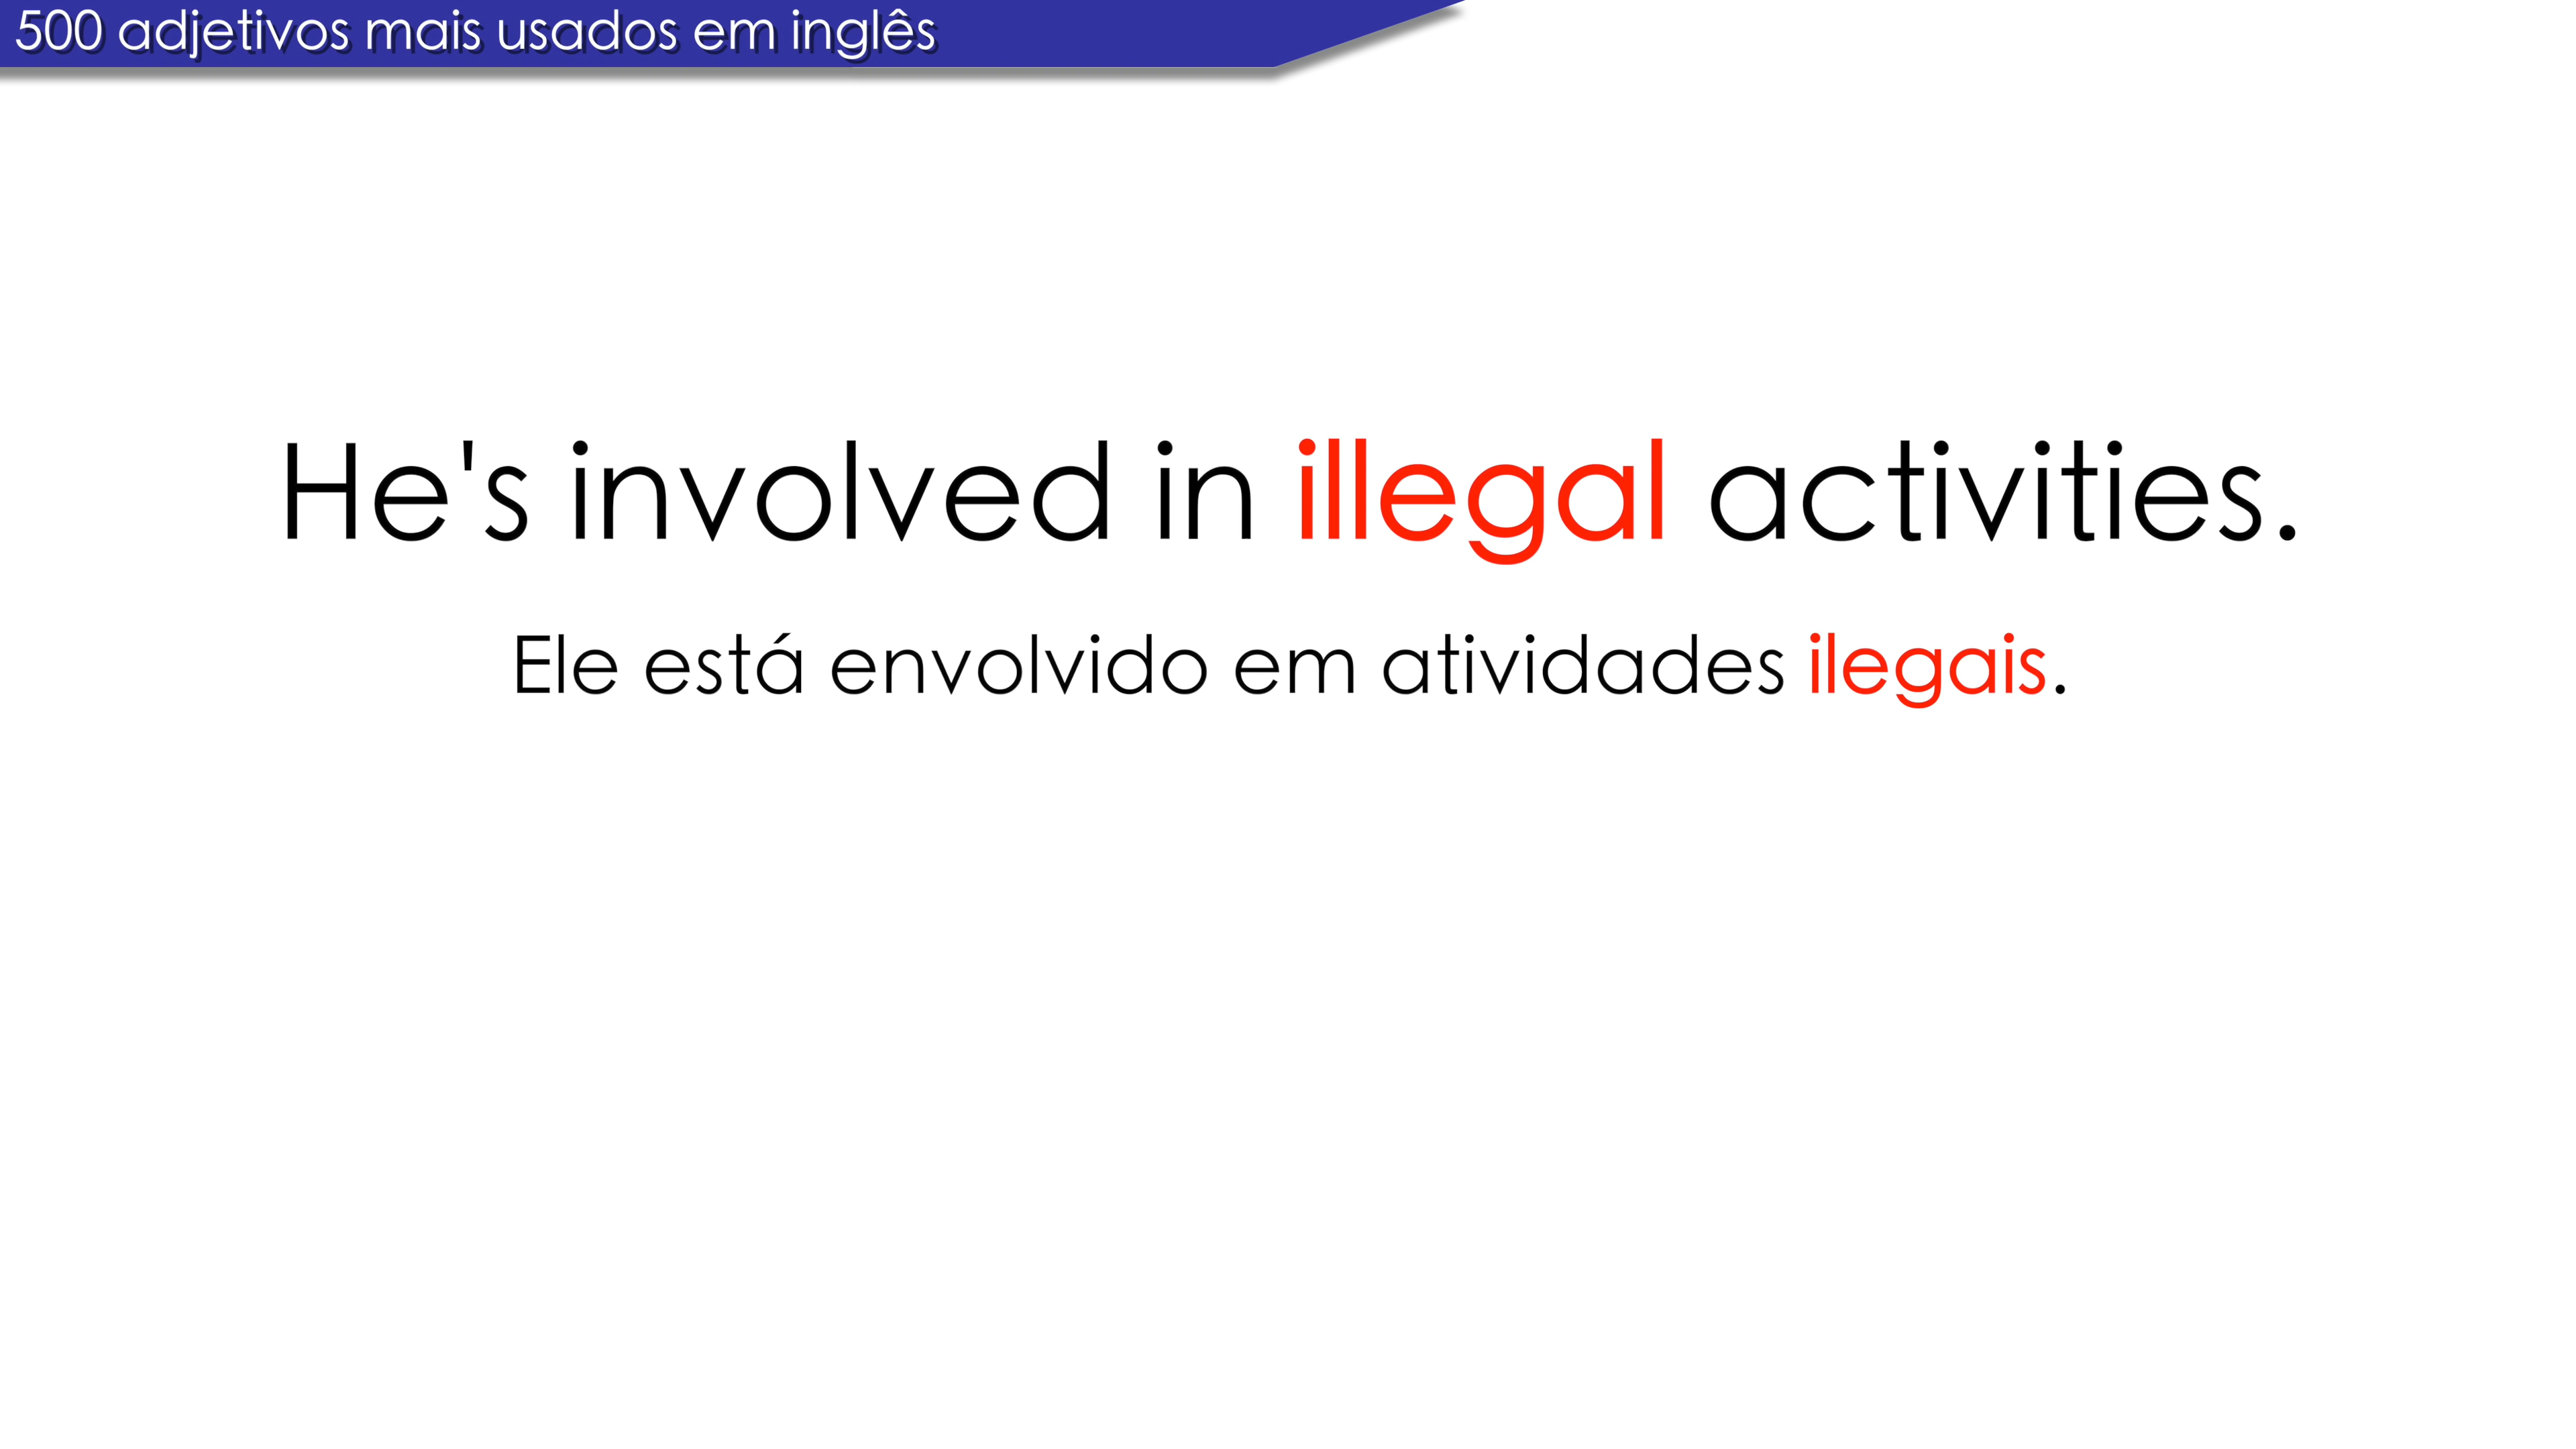 500 adjetivos mais usados em inglês
He's involved in illegal activities.
Ele está envolvido em atividades ilegais.